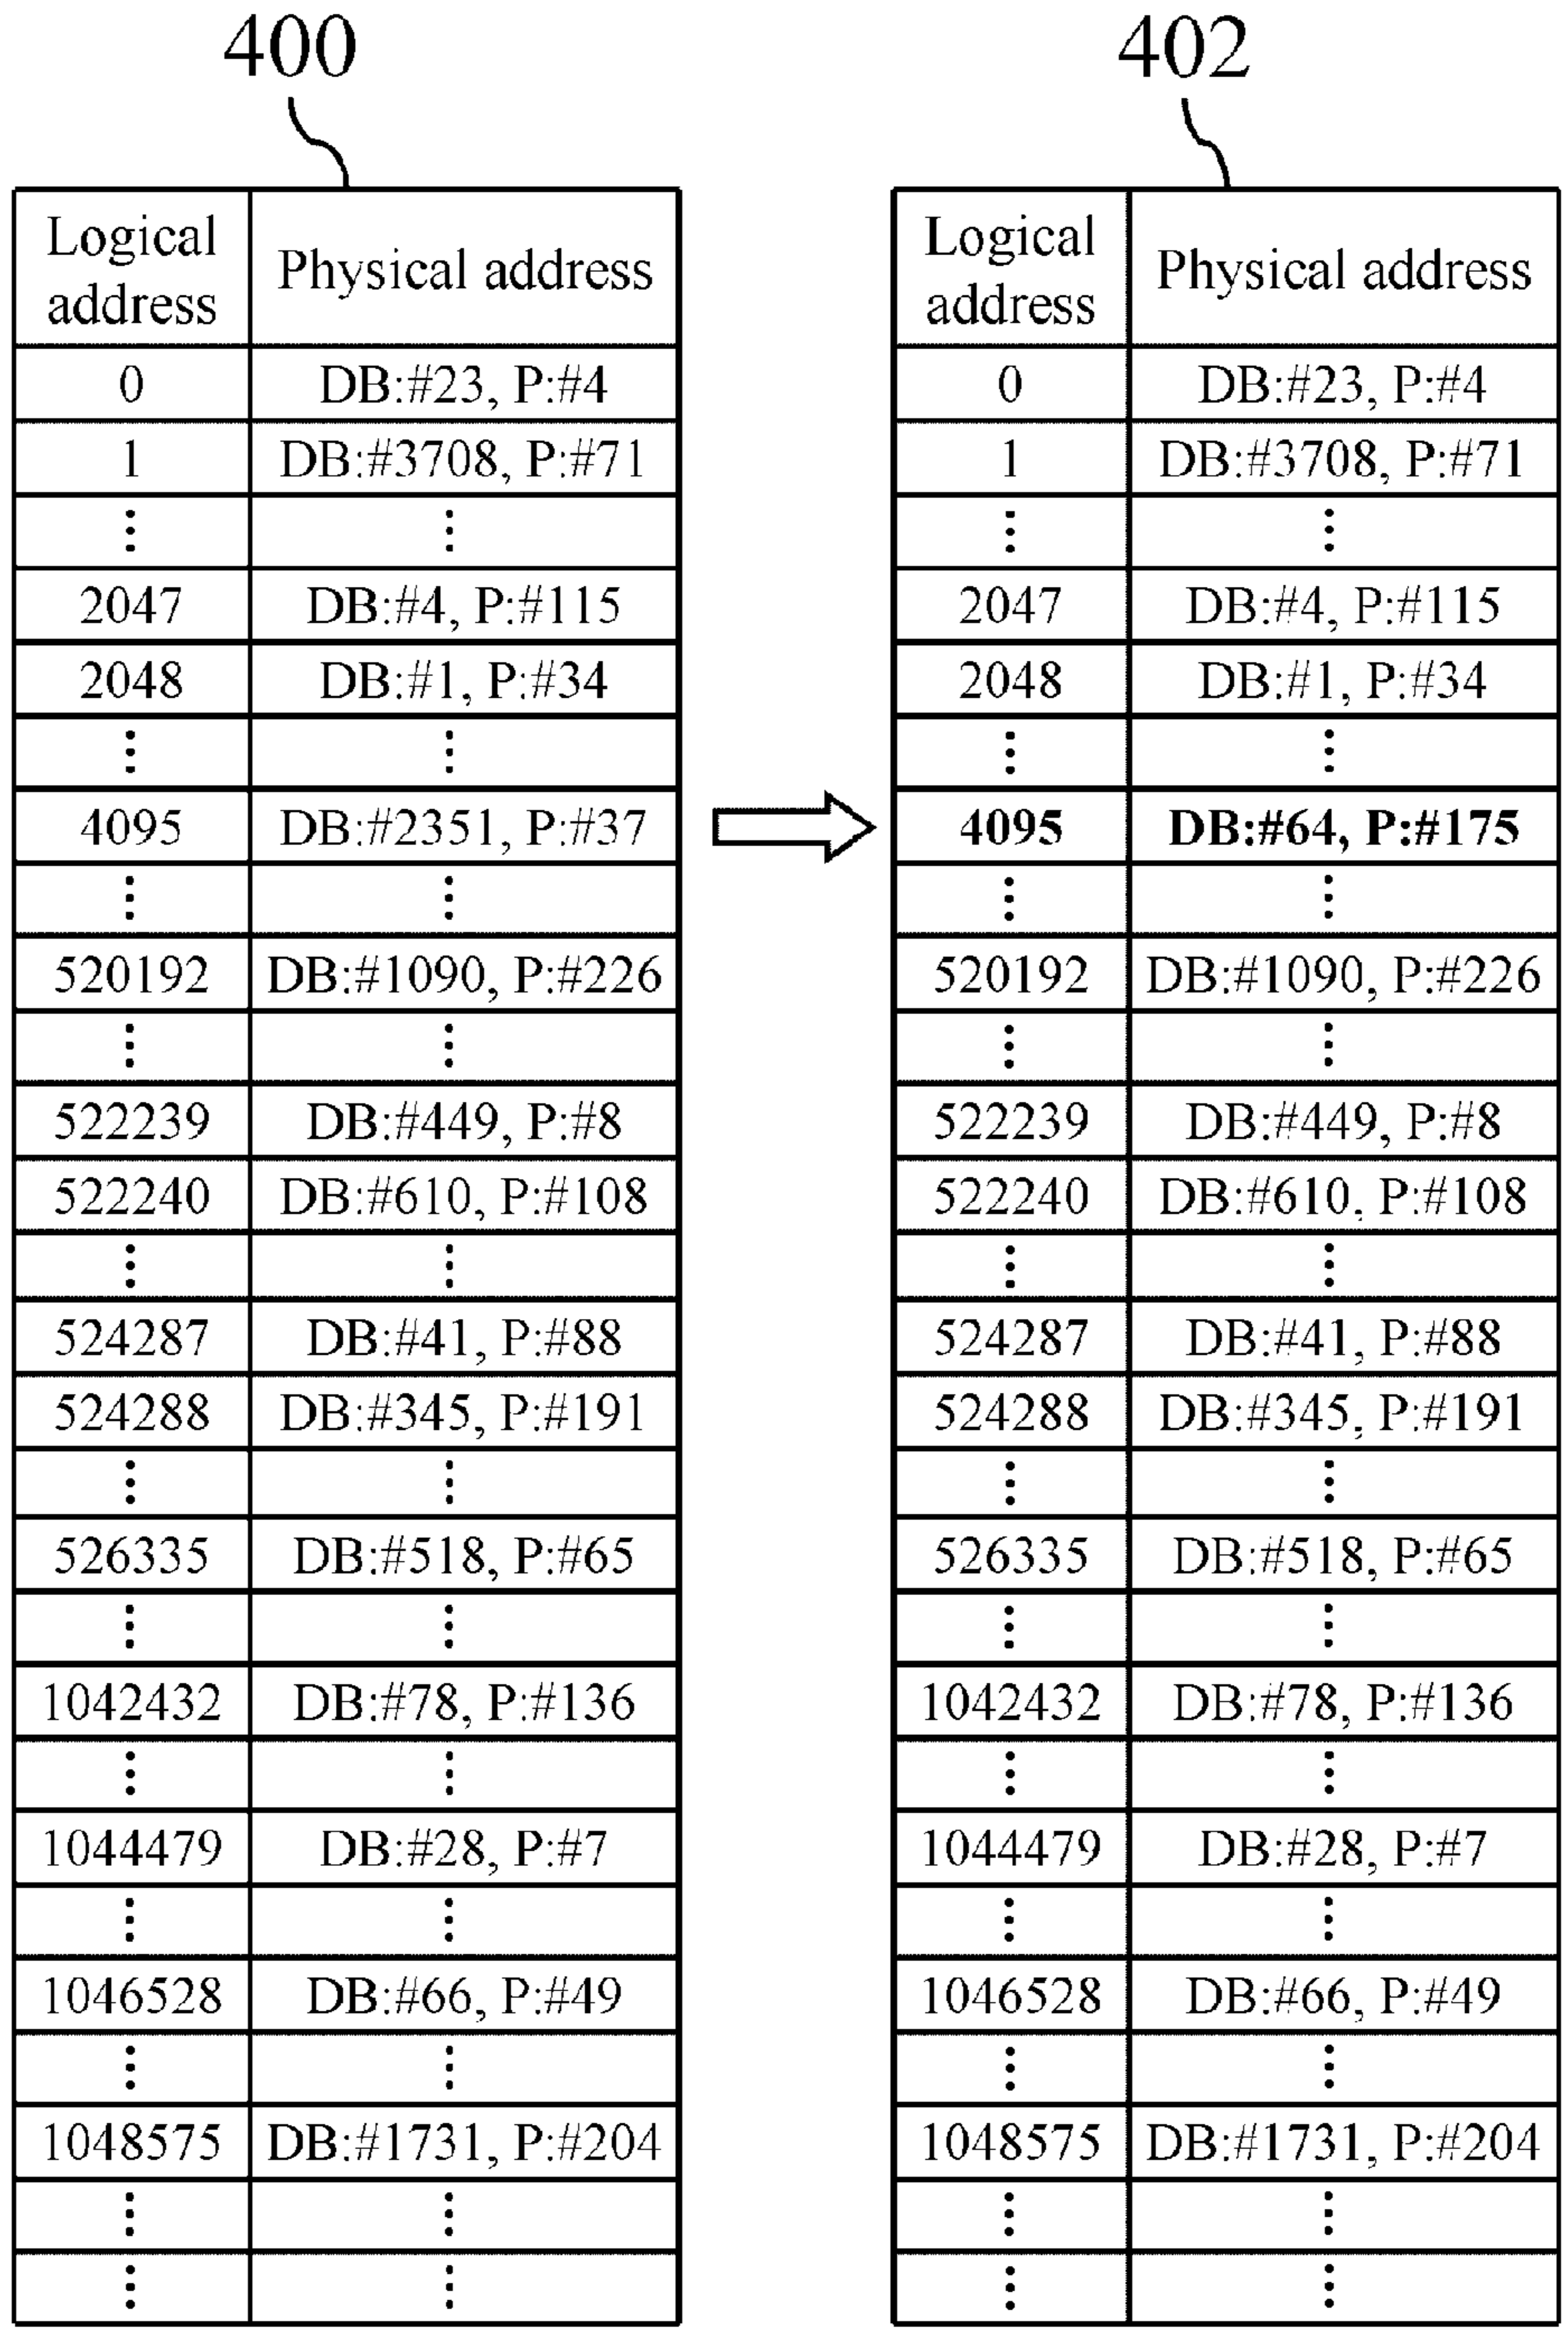 400
402
Logical address Physical address
0 DB:#23, P:#4
1 DB:#3708, P:#71
⋮ ⋮
2047 DB:#4, P:#115
2048 DB:#1, P:#34
⋮ ⋮
4095 DB:#2351, P:#37
⋮ ⋮
520192 DB:#1090, P:#226
⋮ ⋮
522239 DB:#449, P:#8
522240 DB:#610, P:#108
⋮ ⋮
524287 DB:#41, P:#88
524288 DB:#345, P:#191
⋮ ⋮
526335 DB:#518, P:#65
⋮ ⋮
1042432 DB:#78, P:#136
⋮ ⋮
1044479 DB:#28, P:#7
⋮ ⋮
1046528 DB:#66, P:#49
⋮ ⋮
1048575 DB:#1731, P:#204
⋮ ⋮
⋮ ⋮
Logical address Physical address
0 DB:#23, P:#4
1 DB:#3708, P:#71
⋮ ⋮
2047 DB:#4, P:#115
2048 DB:#1, P:#34
⋮ ⋮
4095 DB:#64, P:#175
⋮ ⋮
520192 DB:#1090, P:#226
⋮ ⋮
522239 DB:#449, P:#8
522240 DB:#610, P:#108
⋮ ⋮
524287 DB:#41, P:#88
524288 DB:#345, P:#191
⋮ ⋮
526335 DB:#518, P:#65
⋮ ⋮
1042432 DB:#78, P:#136
⋮ ⋮
1044479 DB:#28, P:#7
⋮ ⋮
1046528 DB:#66, P:#49
⋮ ⋮
1048575 DB:#1731, P:#204
⋮ ⋮
⋮ ⋮